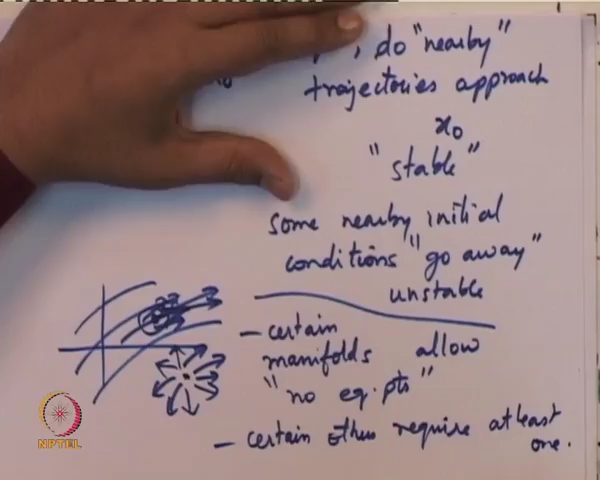 , do "nearby"
trajectories approach
x₀
"stable"
some nearby initial
conditions "go away"
unstable
- certain
manifolds allow
"no eq. pts"
- certain others require at least
one.
NPTEL